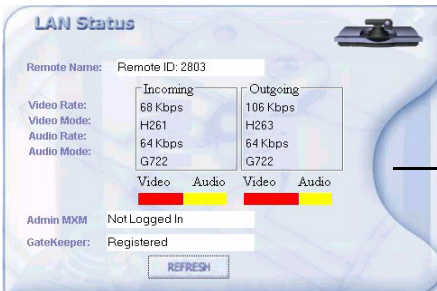 LAN Status
Remote Name: Remote ID: 2803
Incoming Outgoing
Video Rate: 68 Kbps 106 Kbps
Video Mode: H261 H263
Audio Rate: 64 Kbps 64 Kbps
Audio Mode: G722 G722
Video Audio Video Audio
Admin MXM Not Logged In
GateKeeper: Registered
REFRESH